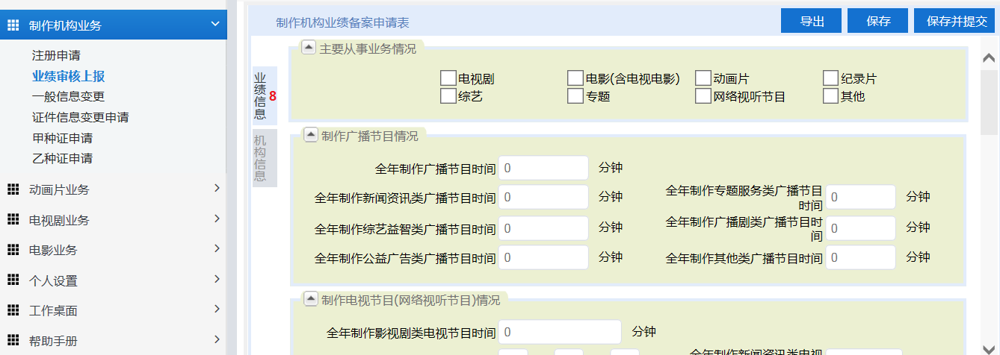 制作机构业务
注册申请
业绩审核上报
一般信息变更
证件信息变更申请
甲种证申请
乙种证申请
动画片业务
电视剧业务
电影业务
个人设置
工作桌面
帮助手册
制作机构业绩备案申请表
导出
保存
保存并提交
业绩信息 8
机构信息
主要从事业务情况
电视剧 电影(含电视电影) 动画片 纪录片
综艺 专题 网络视听节目 其他
制作广播节目情况
全年制作广播节目时间 0 分钟
全年制作新闻资讯类广播节目时间 0 分钟
全年制作专题服务类广播节目
时间 0 分钟
全年制作综艺益智类广播节目时间 0 分钟
全年制作广播剧类广播节目时
间 0 分钟
全年制作公益广告类广播节目时间 0 分钟
全年制作其他类广播节目时间 0 分钟
制作电视节目(网络视听节目)情况
全年制作影视剧类电视节目时间 0 分钟
全年制作新闻资讯类电视